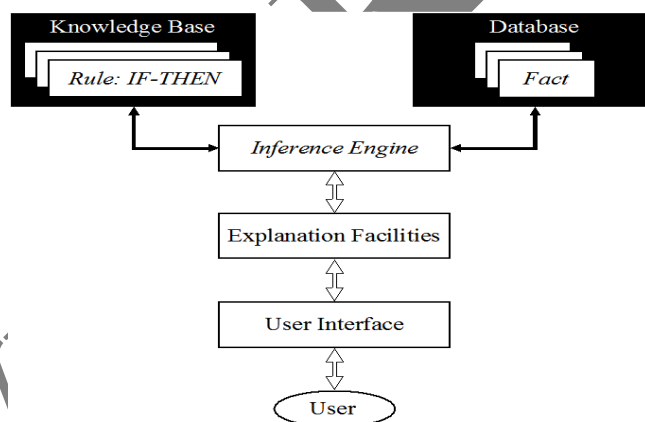 Knowledge Base
Rule: IF-THEN
Database
Fact
Inference Engine
Explanation Facilities
User Interface
User